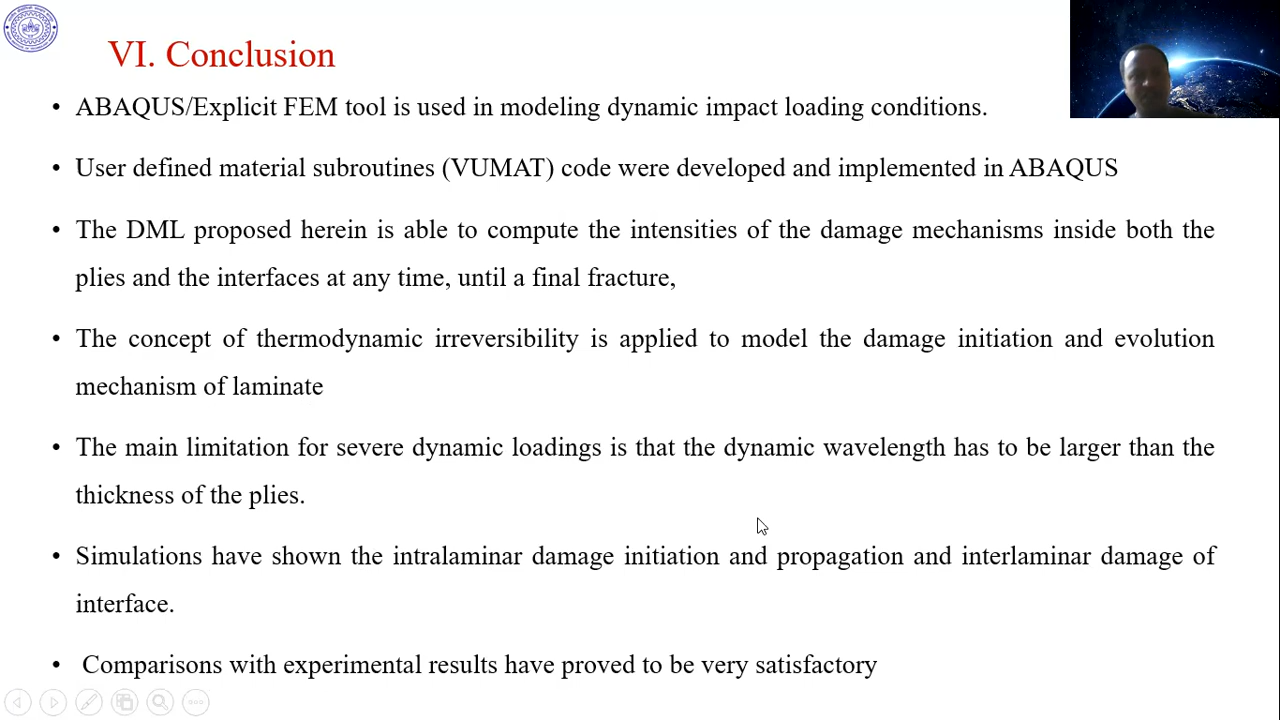 VI. Conclusion
• ABAQUS/Explicit FEM tool is used in modeling dynamic impact loading conditions.
• User defined material subroutines (VUMAT) code were developed and implemented in ABAQUS
• The DML proposed herein is able to compute the intensities of the damage mechanisms inside both the
plies and the interfaces at any time, until a final fracture,
• The concept of thermodynamic irreversibility is applied to model the damage initiation and evolution
mechanism of laminate
• The main limitation for severe dynamic loadings is that the dynamic wavelength has to be larger than the
thickness of the plies.
• Simulations have shown the intralaminar damage initiation and propagation and interlaminar damage of
interface.
• Comparisons with experimental results have proved to be very satisfactory